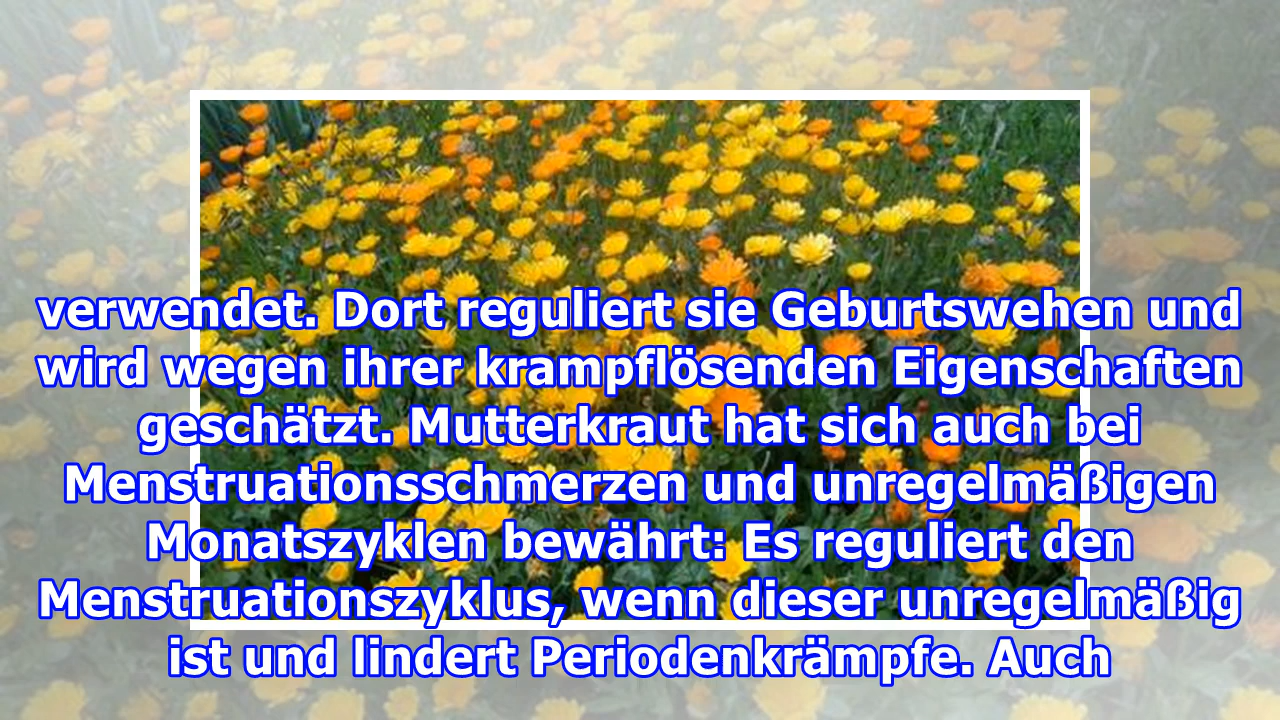 verwendet. Dort reguliert sie Geburtswehen und
wird wegen ihrer krampflösenden Eigenschaften
geschätzt. Mutterkraut hat sich auch bei
Menstruationsschmerzen und unregelmäßigen
Monatszyklen bewährt: Es reguliert den
Menstruationszyklus, wenn dieser unregelmäßig
ist und lindert Periodenkrämpfe. Auch